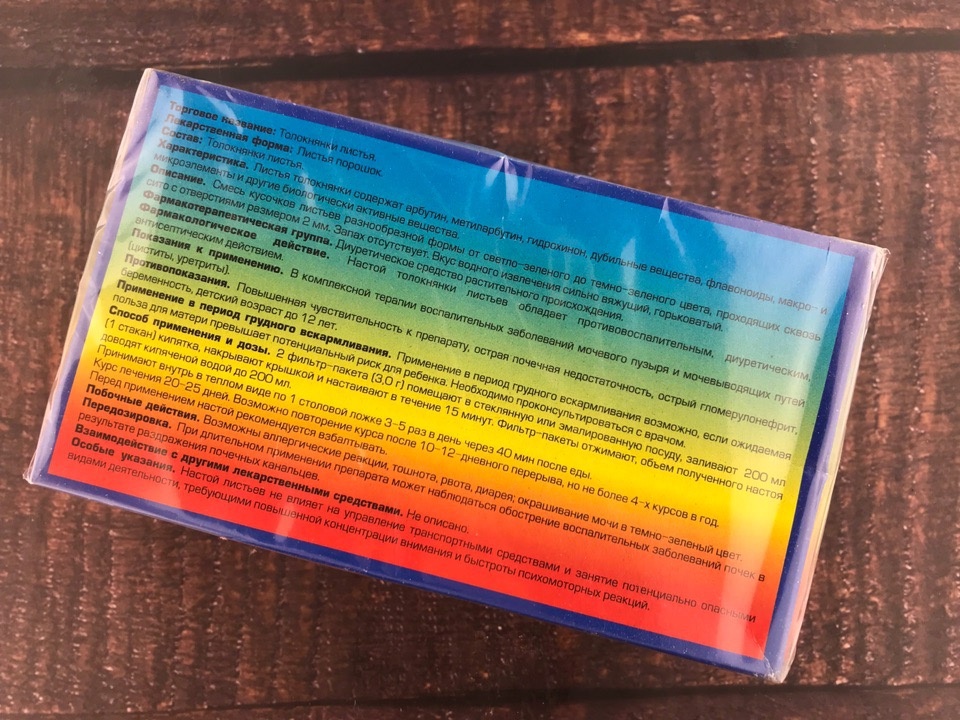 Торговое название: Толокнянки листья.
Лекарственная форма: Листья порошок.
Состав: Толокнянки листья.
Характеристика. Листья толокнянки содержат арбутин, метиларбутин, гидрохинон, дубильные вещества, флавоноиды, макро- и
микроэлементы и другие биологически активные вещества.
Описание. Смесь кусочков листьев разнообразной формы от светло-зеленого до темно-зеленого цвета, проходящих сквозь
сито с отверстиями размером 2 мм. Запах отсутствует. Вкус водного извлечения сильно вяжущий, горьковатый.
Фармакотерапевтическая группа. Диуретическое средство растительного происхождения.
Фармакологическое действие. Настой толокнянки листьев обладает противовоспалительным, диуретическим,
антисептическим действием.
Показания к применению. В комплексной терапии воспалительных заболеваний мочевого пузыря и мочевыводящих путей
(циститы, уретриты).
Противопоказания. Повышенная чувствительность к препарату, острая почечная недостаточность, острый гломерулонефрит,
беременность, детский возраст до 12 лет.
Применение в период грудного вскармливания. Применение в период грудного вскармливания возможно, если ожидаемая
польза для матери превышает потенциальный риск для ребенка. Необходимо проконсультироваться с врачом.
Способ применения и дозы. 2 фильтр-пакета (3,0 г) помещают в стеклянную или эмалированную посуду, заливают 200 мл
(1 стакан) кипятка, накрывают крышкой и настаивают в течение 15 минут. Фильтр-пакеты отжимают, объем полученного настоя
доводят кипяченой водой до 200 мл.
Принимают внутрь в теплом виде по 1 столовой ложке 3-5 раз в день через 40 мин после еды.
Курс лечения 20-25 дней. Возможно повторение курса после 10-12-дневного перерыва, но не более 4-х курсов в год.
Перед применением настой рекомендуется взбалтывать.
Побочные действия. Возможны аллергические реакции, тошнота, рвота, диарея; окрашивание мочи в темно-зеленый цвет.
Передозировка. При длительном применении препарата может наблюдаться обострение воспалительных заболеваний почек в
результате раздражения почечных канальцев.
Взаимодействие с другими лекарственными средствами. Не описано.
Особые указания. Настой листьев не влияет на управление транспортными средствами и занятие потенциально опасными
видами деятельности, требующими повышенной концентрации внимания и быстроты психомоторных реакций.